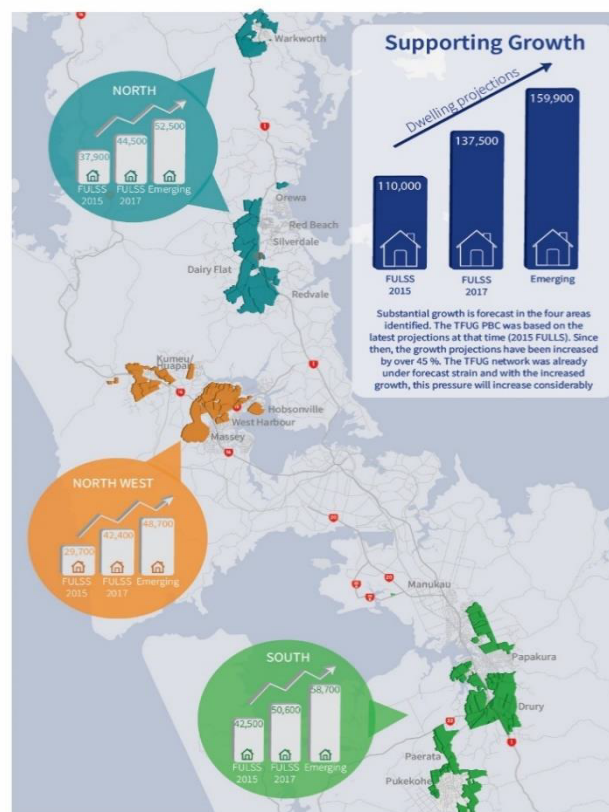 Warkworth
NORTH
37,900
44,500
52,500
FULSS
2015
FULSS
2017
Emerging
Supporting Growth
Dwelling projections
110,000
137,500
159,900
FULSS
2015
FULSS
2017
Emerging
Substantial growth is forecast in the four areas
identified. The TFUG PBC was based on the
latest projections at that time (2015 FULLS). Since
then, the growth projections have been increased
by over 45 %. The TFUG network was already
under forecast strain and with the increased
growth, this pressure will increase considerably
Orewa
Red Beach
Silverdale
Dairy Flat
Redvale
Kumeu/
Huapai
Hobsonville
West Harbour
Massey
NORTH WEST
29,700
42,400
48,700
FULSS
2015
FULSS
2017
Emerging
Manukau
SOUTH
42,500
50,600
58,700
FULSS
2015
FULSS
2017
Emerging
Papakura
Drury
Paerata
Pukekohe